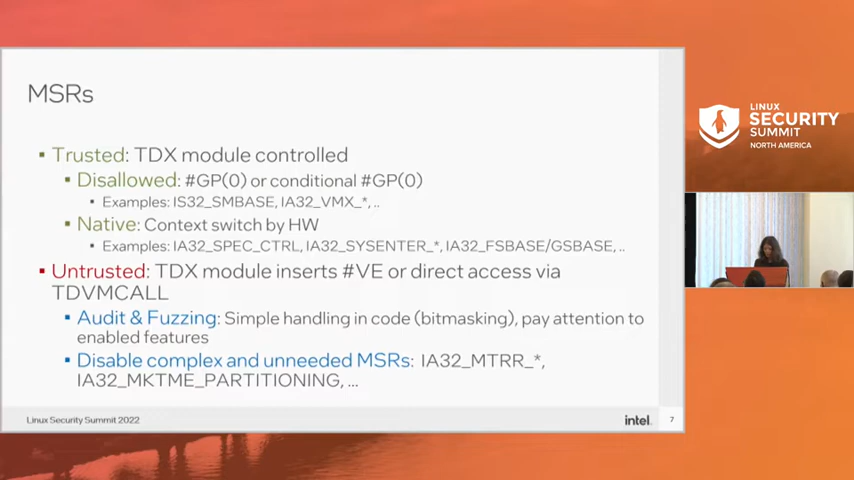 MSRs
▪ Trusted: TDX module controlled
▪ Disallowed: #GP(0) or conditional #GP(0)
▪ Examples: IS32_SMBASE, IA32_VMX_*, ..
▪ Native: Context switch by HW
▪ Examples: IA32_SPEC_CTRL, IA32_SYSENTER_*, IA32_FSBASE/GSBASE, ..
▪ Untrusted: TDX module inserts #VE or direct access via
TDVMCALL
▪ Audit & Fuzzing: Simple handling in code (bitmasking), pay attention to
enabled features
▪ Disable complex and unneeded MSRs: IA32_MTRR_*,
IA32_MKTME_PARTITIONING, ...
Linux Security Summit 2022
intel.
7
LINUX
SECURITY
SUMMIT
NORTH AMERICA